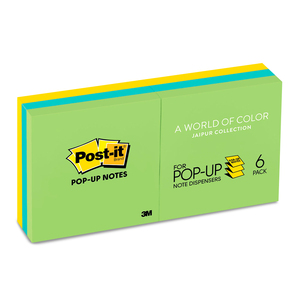 Post-it
POP-UP NOTES
3M
A WORLD OF COLOR
JAIPUR COLLECTION
FOR
POP-UP
NOTE DISPENSERS
6
PACK